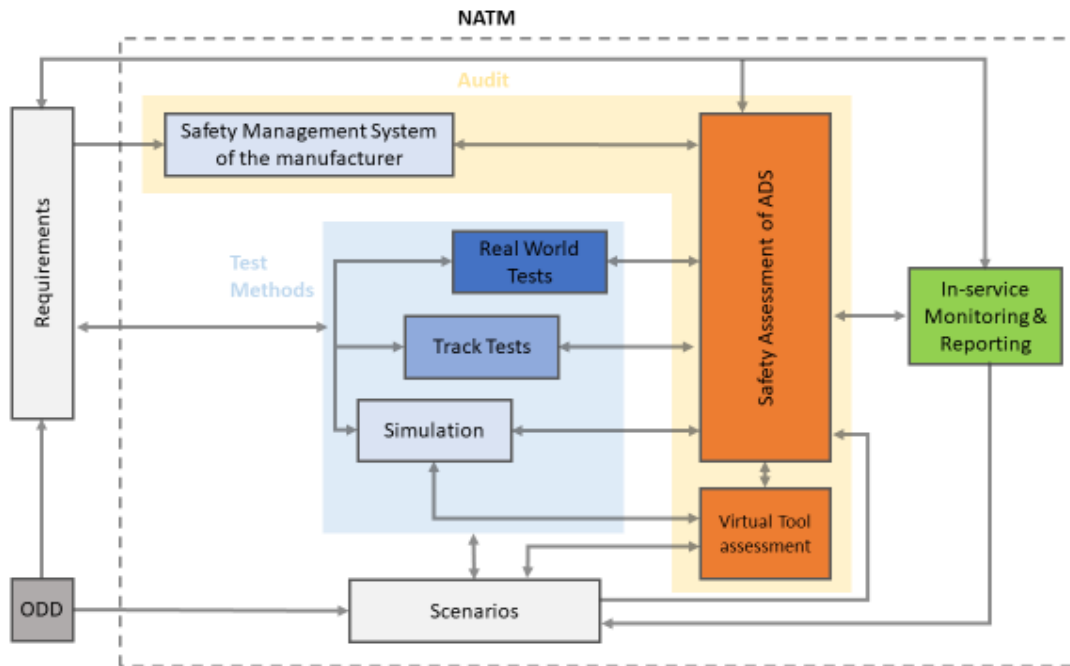 NATM
Audit
Safety Management System
of the manufacturer
Requirements
Safety Assessment of ADS
Real World
Tests
Test
Methods
In-service
Monitoring &
Reporting
Track Tests
Simulation
Virtual Tool
assessment
ODD
Scenarios